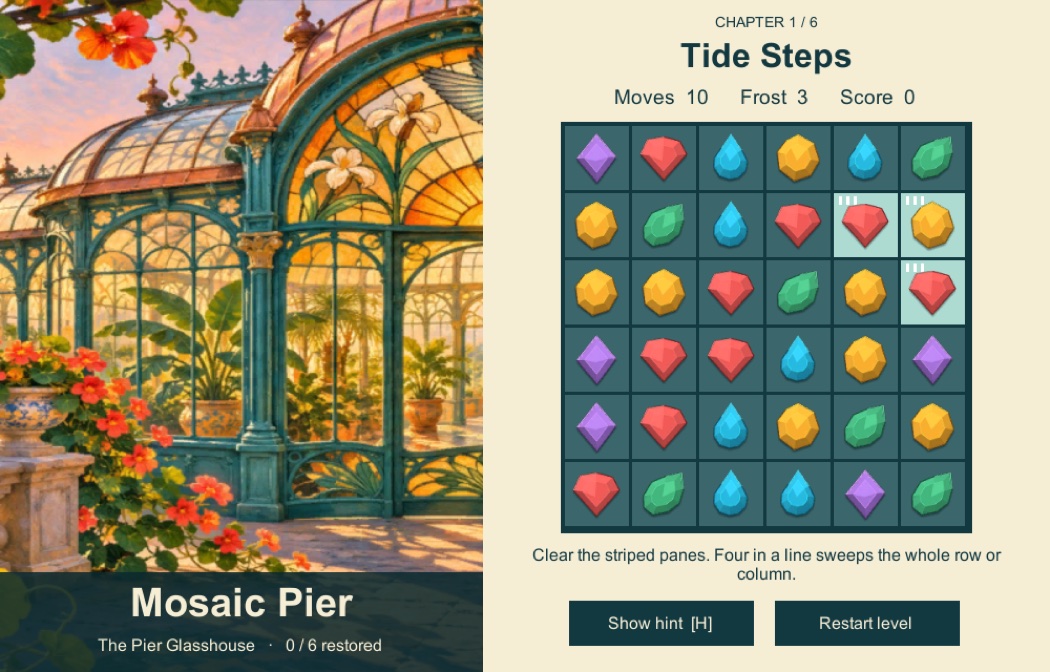 CHAPTER 1 / 6
Tide Steps
Moves 10 Frost 3 Score 0
Clear the striped panes. Four in a line sweeps the whole row or
column.
Show hint [H]
Restart level
Mosaic Pier
The Pier Glasshouse · 0 / 6 restored